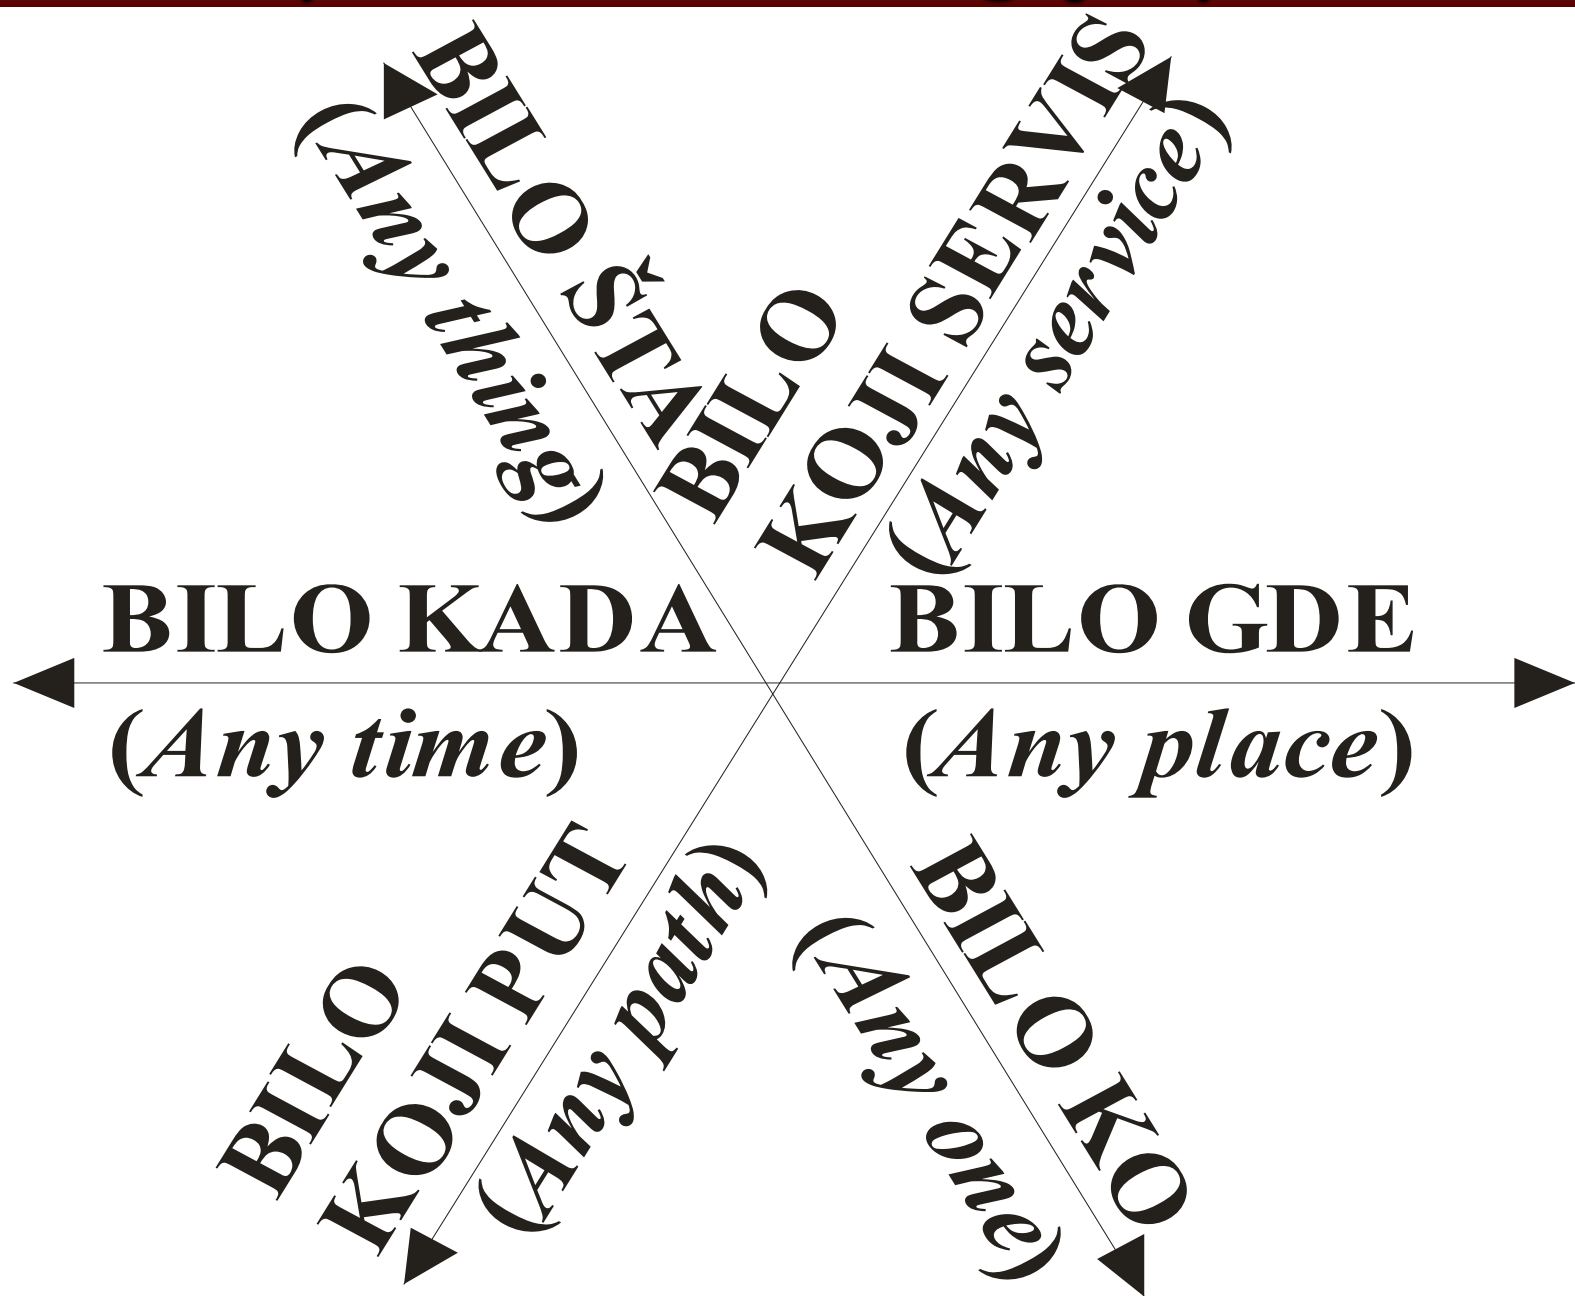 BILO ŠTA
(Any thing)
BILO
KOJI SERVIS
(Any service)
BILO KADA
(Any time)
BILO GDE
(Any place)
BILO
KOJI PUT
(Any path)
BILO KO
(Any one)